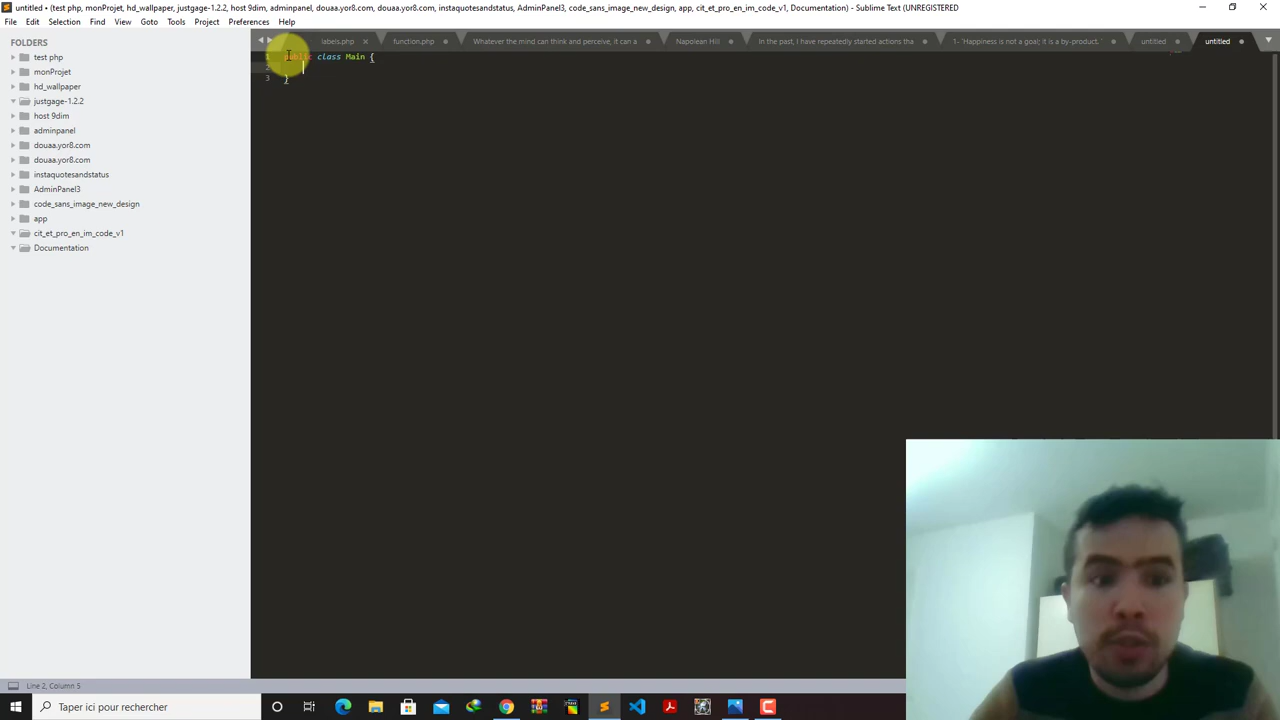 untitled • (test php, monProjet, hd_wallpaper, justgage-1.2.2, host 9dim, adminpanel, douaa.yor8.com, douaa.yor8.com, instaquotesandstatus, AdminPanel3, code_sans_image_new_design, app, cit_et_pro_en_im_code_v1, Documentation) - Sublime Text (UNREGISTERED)
File Edit Selection Find View Goto Tools Project Preferences Help
labels.php function.php Whatever the mind can think and perceive, it can a Napolean Hill In the past, I have repeatedly started actions tha 1- "Happiness is not a goal; it is a by-product. " untitled untitled
FOLDERS
test php
monProjet
hd_wallpaper
justgage-1.2.2
host 9dim
adminpanel
douaa.yor8.com
douaa.yor8.com
instaquotesandstatus
AdminPanel3
code_sans_image_new_design
app
cit_et_pro_en_im_code_v1
Documentation
1 public class Main {
2
3 }
Line 2, Column 5
Taper ici pour rechercher